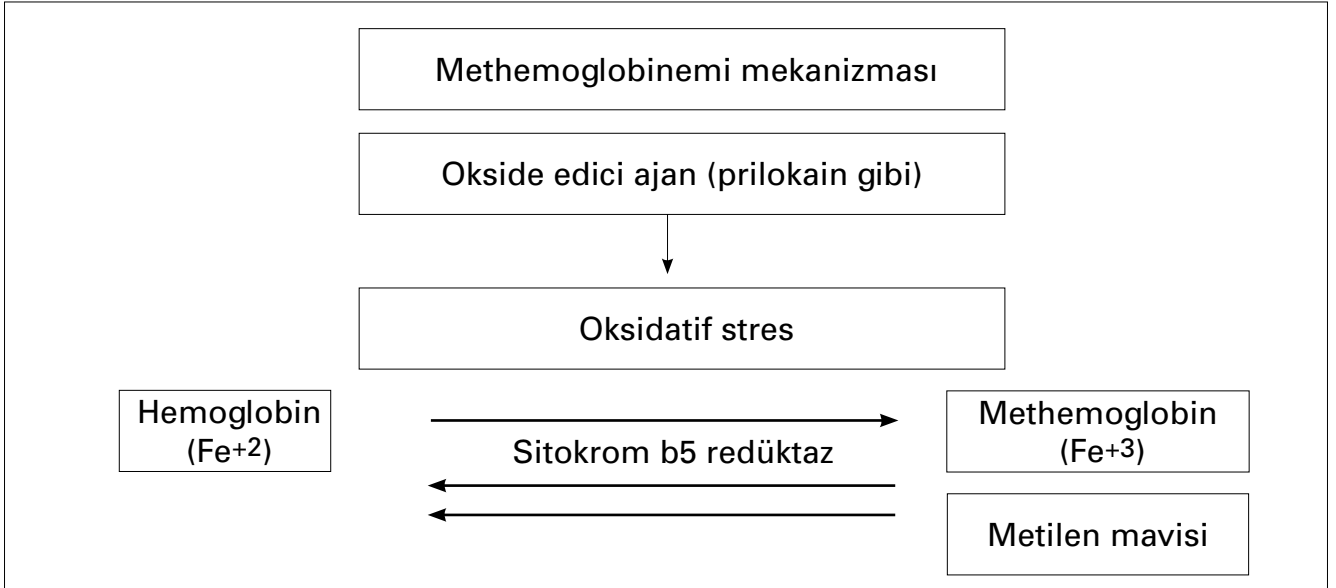 Methemoglobinemi mekanizması
Okside edici ajan (prilokain gibi)
Oksidatif stres
Hemoglobin
(Fe+2)
Sitokrom b5 redüktaz
Methemoglobin
(Fe+3)
Metilen mavisi